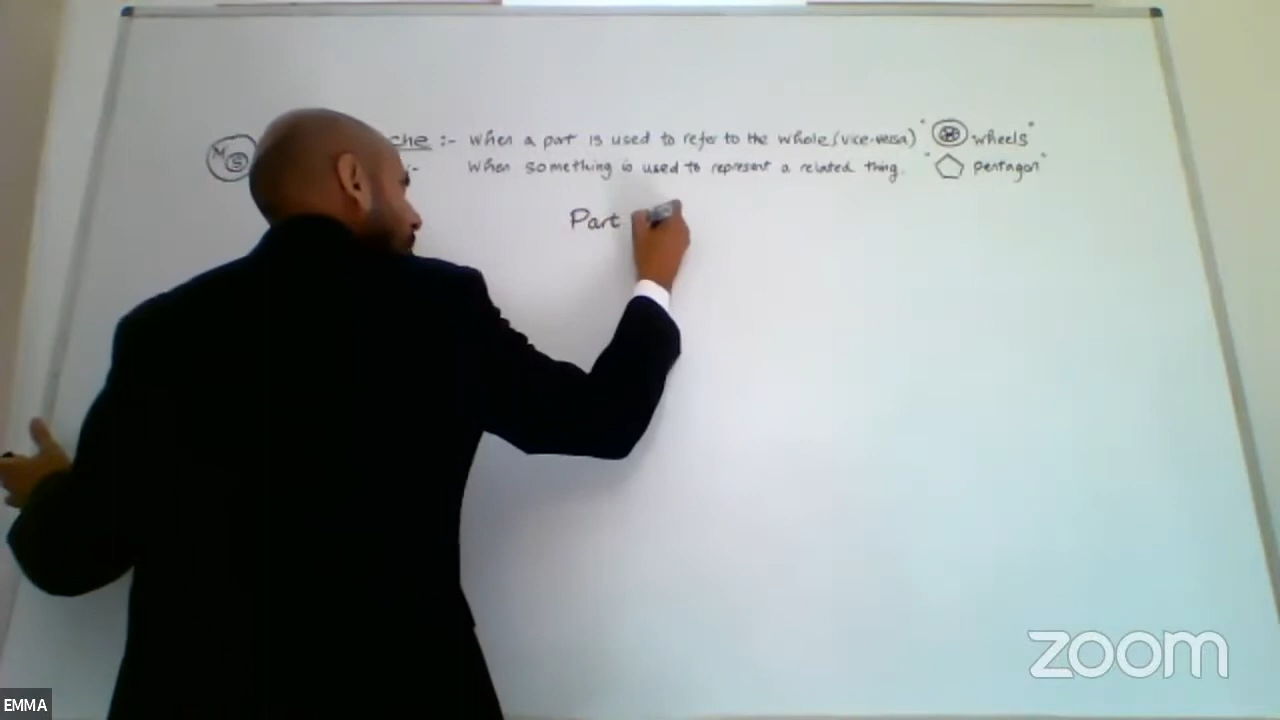 M S che :- When a part is used to refer to the whole (vice-versa) " wheels"
:- When something is used to represent a related thing. " pentagon"
Part
zoom
EMMA